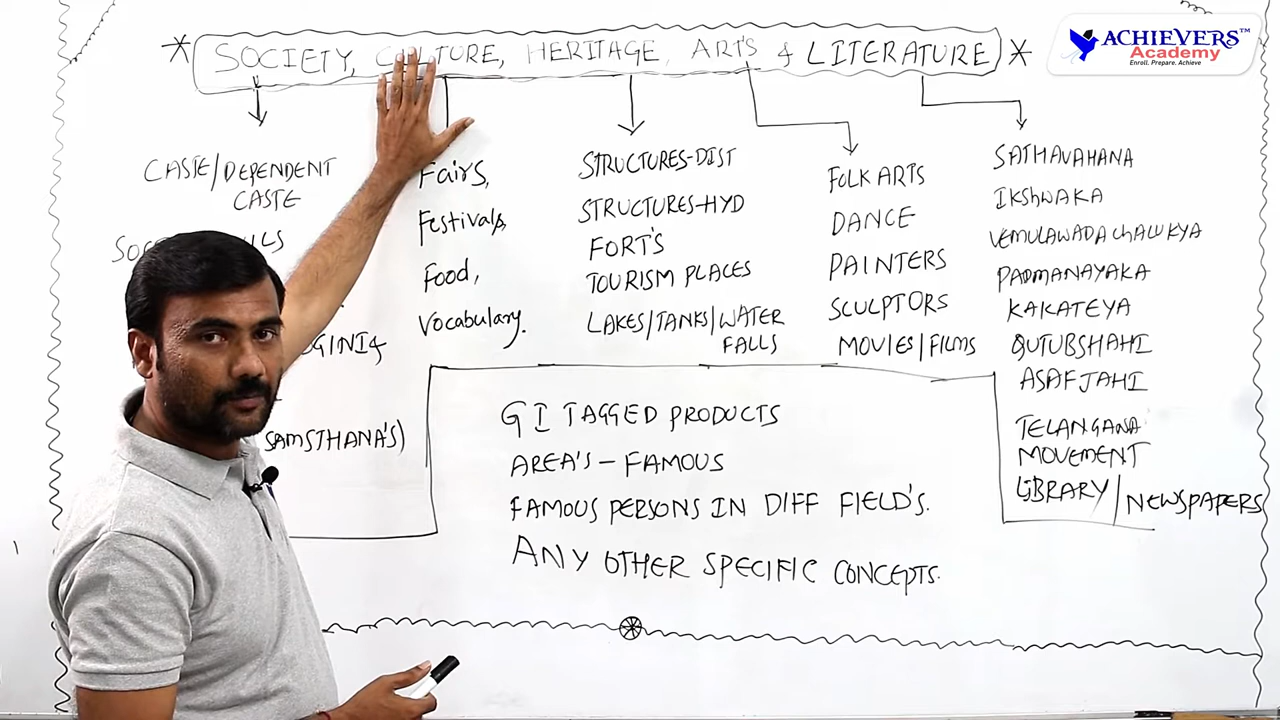 * SOCIETY, CULTURE, HERITAGE, ART'S & LITERATURE *
ACHIEVERS™
Academy
Enroll. Prepare. Achieve
CASTE/DEPENDENT
CASTE
SAMSTHANA'S)
Fairs,
Festivals,
Food,
Vocabulary.
STRUCTURES-DIST
STRUCTURES-HYD
FORT'S
TOURISM PLACES
LAKES/TANKS/WATER
FALLS
FOLK ARTS
DANCE
PAINTERS
SCULPTORS
MOVIES/FILMS
SATHAVAHANA
IKSHWAKA
VEMULAWADA CHALUKYA
PADMANAYAKA
KAKATEYA
QUTUBSHAHI
ASAFJAHI
TELANGANA
MOVEMENT
LIBRARY/NEWSPAPERS
GI TAGGED PRODUCTS
AREA'S – FAMOUS
FAMOUS PERSONS IN DIFF FIELD'S.
ANY OTHER SPECIFIC CONCEPTS.